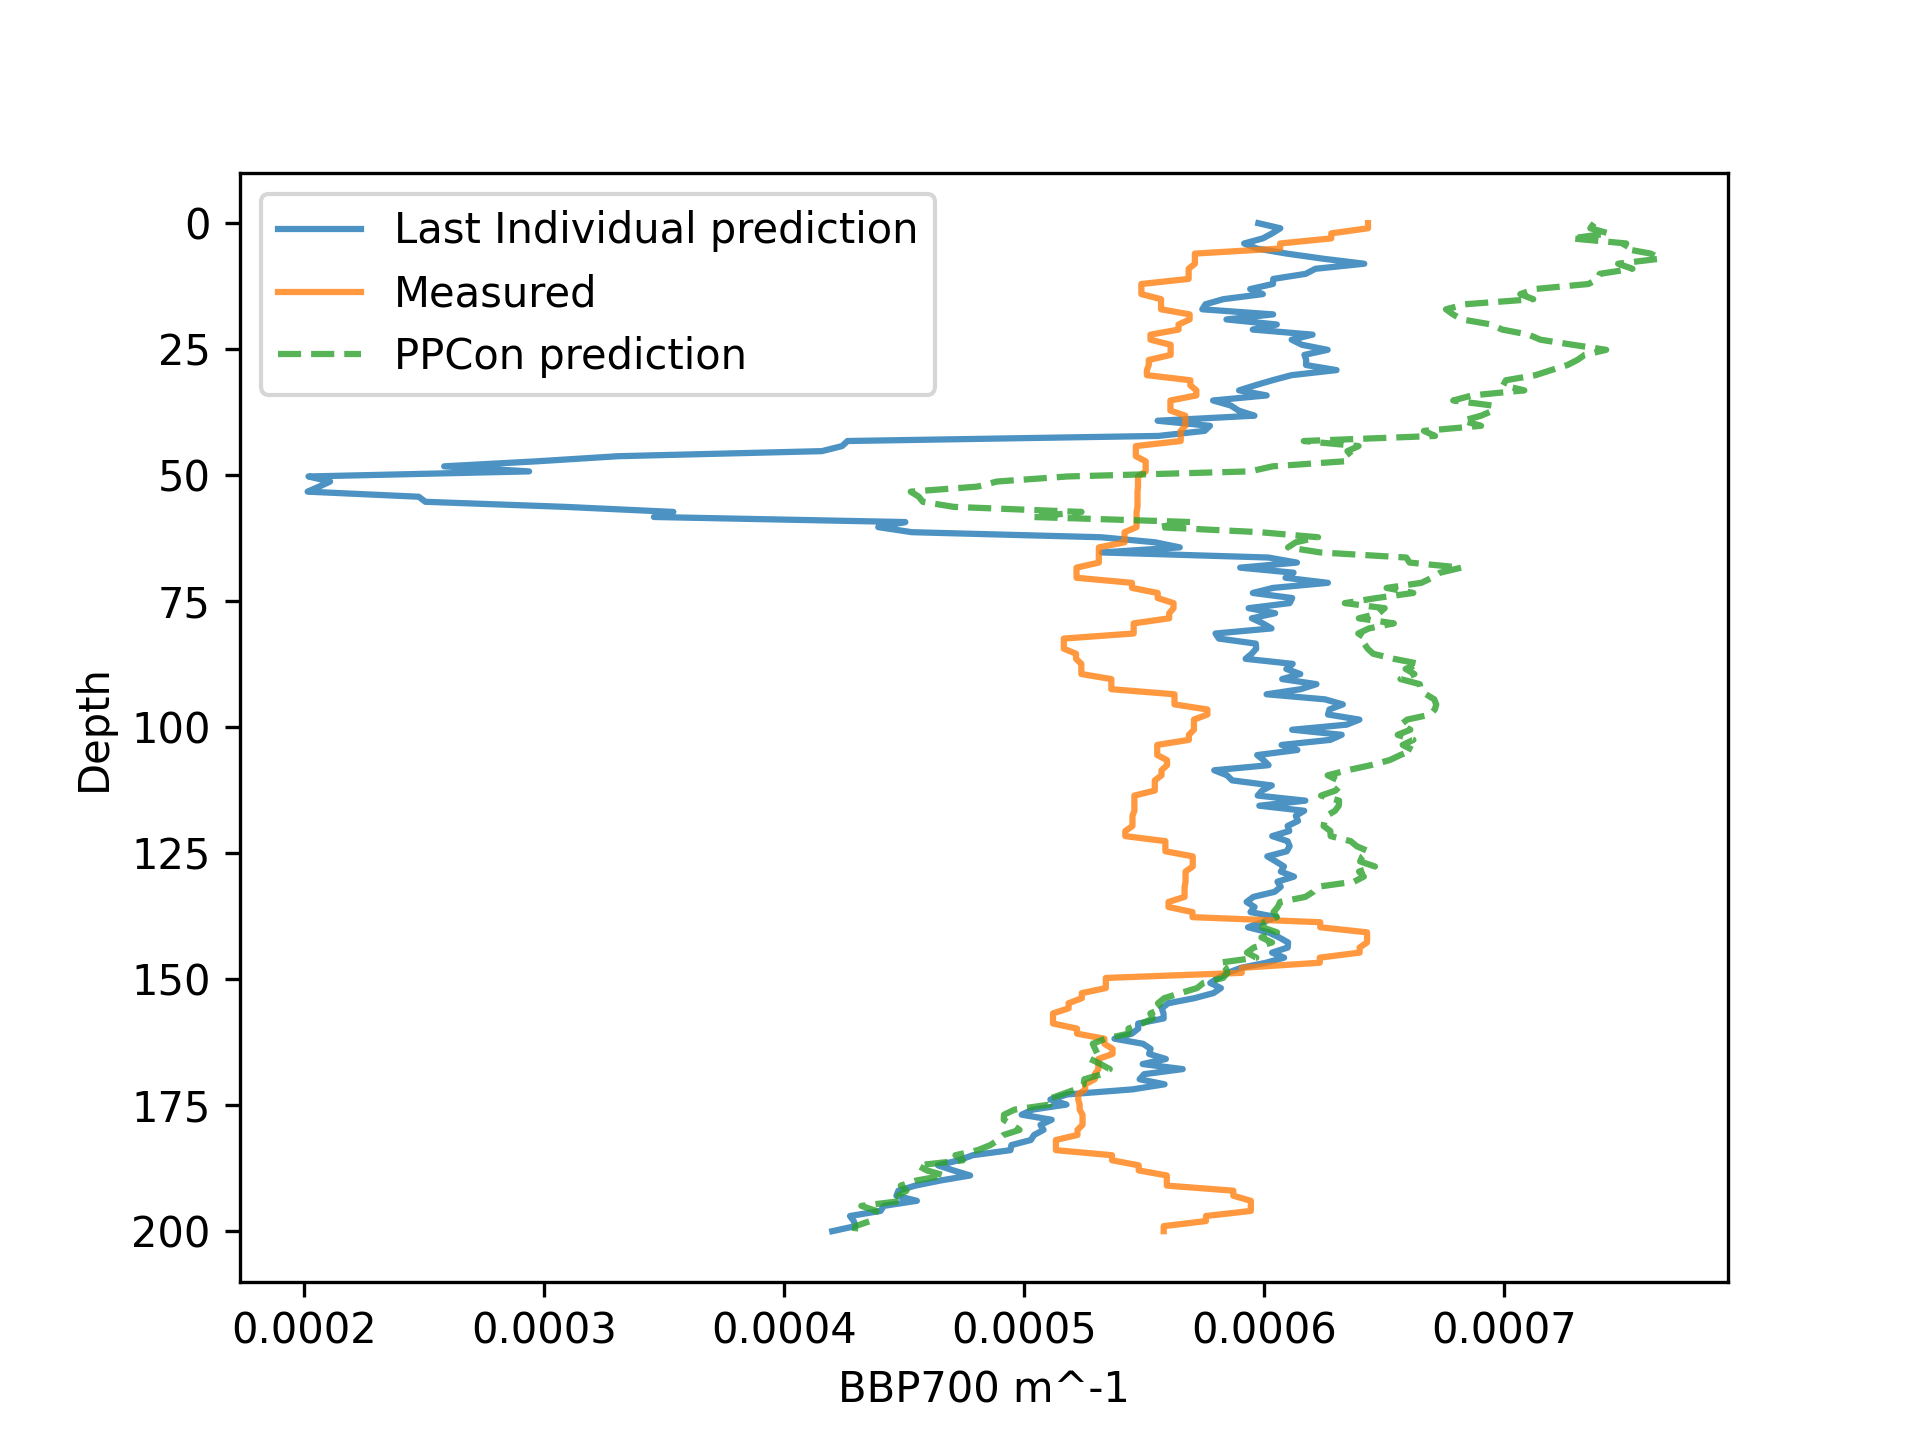 Last Individual prediction
Measured
PPCon prediction
0
25
50
75
100
125
150
175
200
Depth
0.0002 0.0003 0.0004 0.0005 0.0006 0.0007
BBP700 m^-1